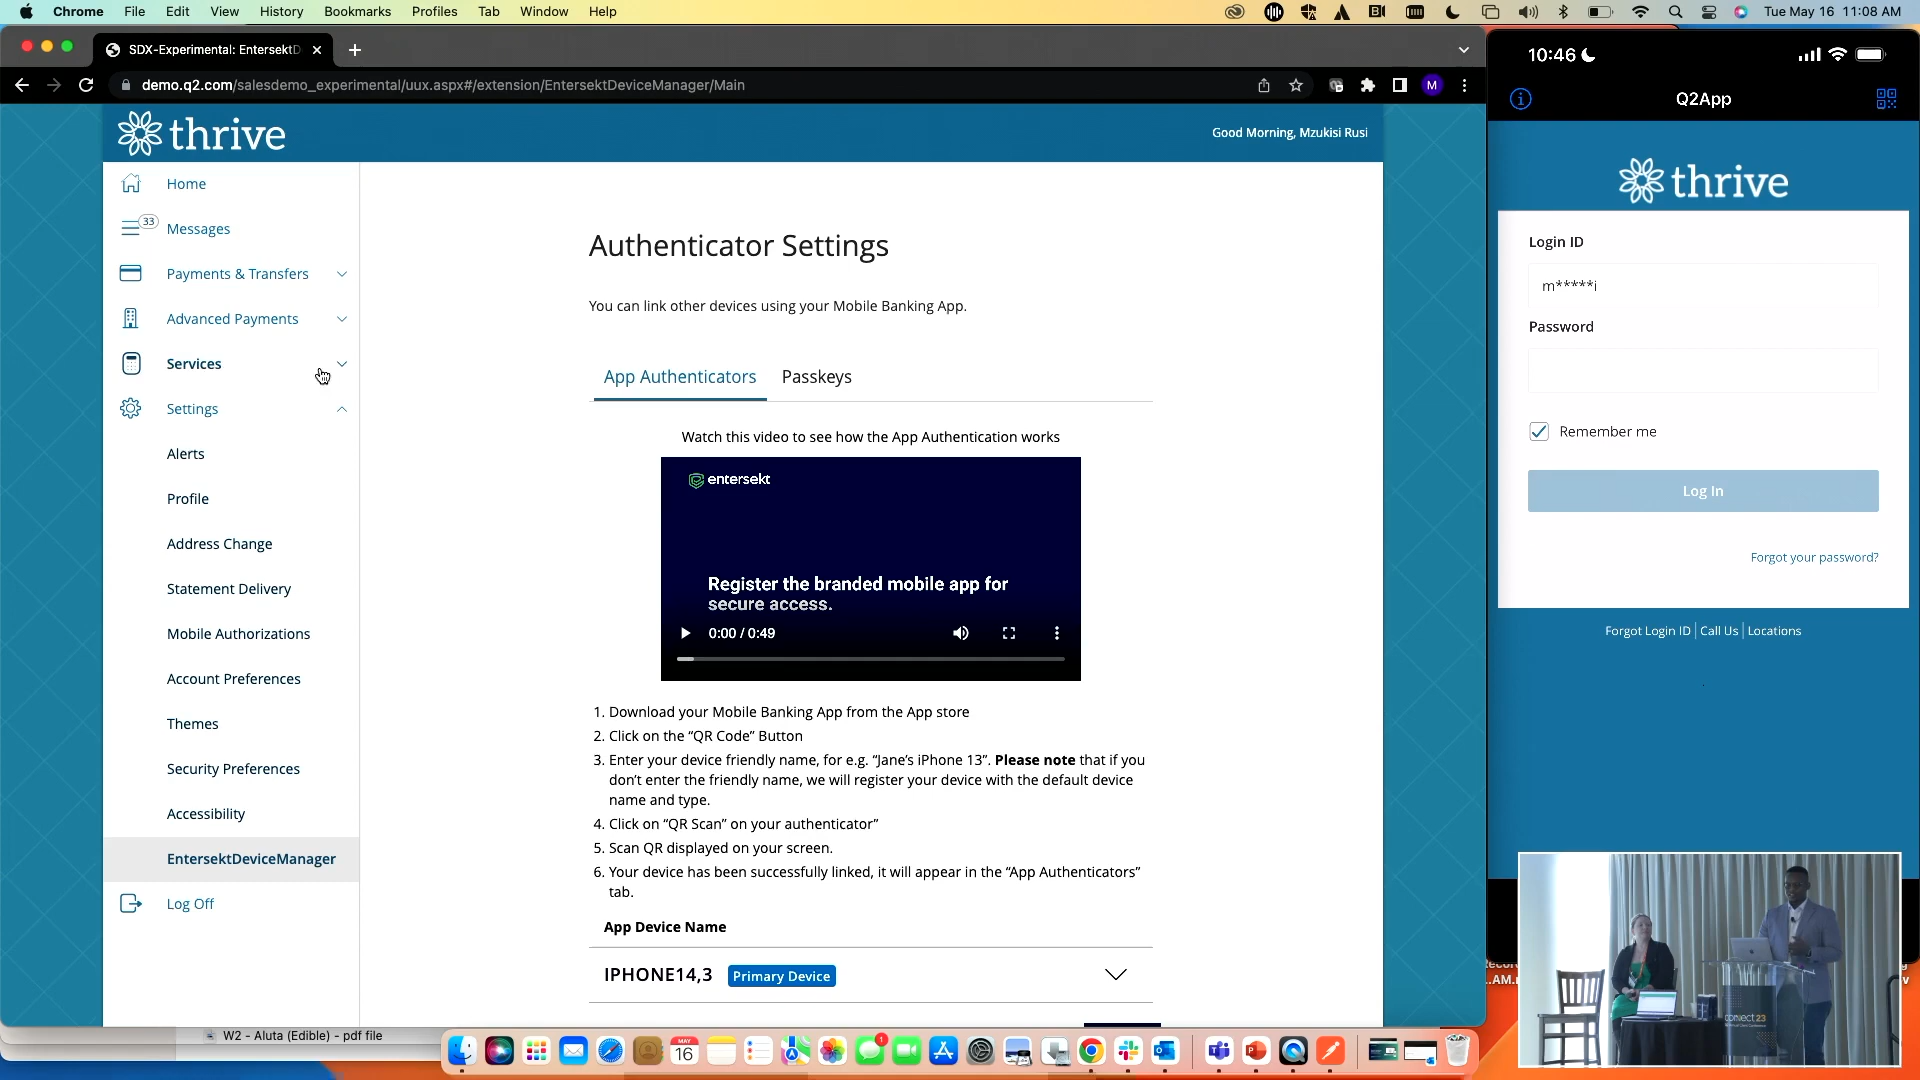 Chrome File Edit View History Bookmarks Profiles Tab Window Help
Tue May 16 11:08 AM
SDX-Experimental: EntersektD
demo.q2.com/salesdemo_experimental/uux.aspx#/extension/EntersektDeviceManager/Main
M
thrive
Good Morning, Mzukisi Rusi
Home
33
Messages
Payments & Transfers
Advanced Payments
Services
Settings
Alerts
Profile
Address Change
Statement Delivery
Mobile Authorizations
Account Preferences
Themes
Security Preferences
Accessibility
EntersektDeviceManager
Log Off
Authenticator Settings
You can link other devices using your Mobile Banking App.
App Authenticators Passkeys
Watch this video to see how the App Authentication works
entersekt
Register the branded mobile app for
secure access.
0:00 / 0:49
1. Download your Mobile Banking App from the App store
2. Click on the “QR Code” Button
3. Enter your device friendly name, for e.g. “Jane’s iPhone 13”. Please note that if you
don’t enter the friendly name, we will register your device with the default device
name and type.
4. Click on “QR Scan” on your authenticator”
5. Scan QR displayed on your screen.
6. Your device has been successfully linked, it will appear in the “App Authenticators”
tab.
App Device Name
IPHONE14,3 Primary Device
10:46
Q2App
thrive
Login ID
m*****i
Password
Remember me
Log In
Forgot your password?
Forgot Login ID | Call Us | Locations
W2 - Aluta (Edible) - pdf file
MAY
16
1
connect 23